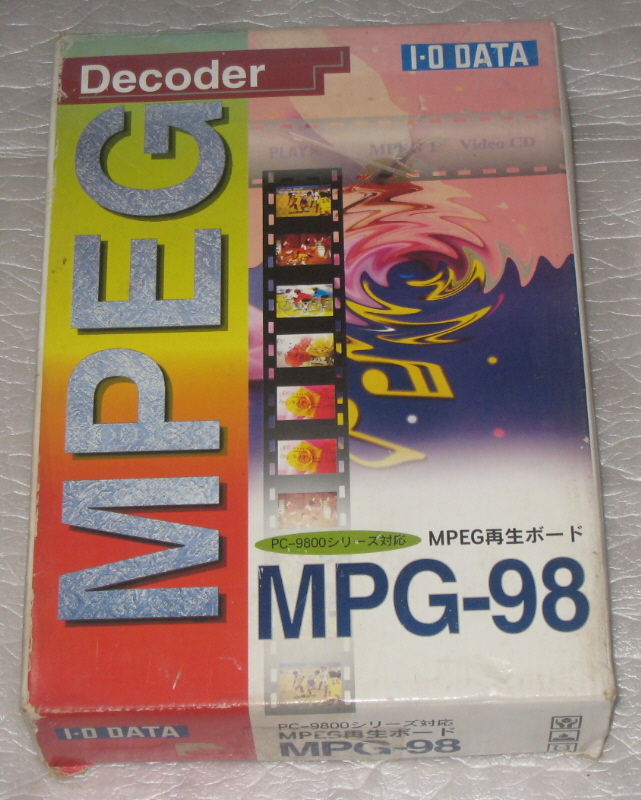 Decoder
I-O DATA
MPEG
PLAY
MPEG 1
Video CD
PC-9800シリーズ対応
MPEG再生ボード
MPG-98
I-O DATA
PC-9800シリーズ対応
MPEG再生ボード
MPG-98